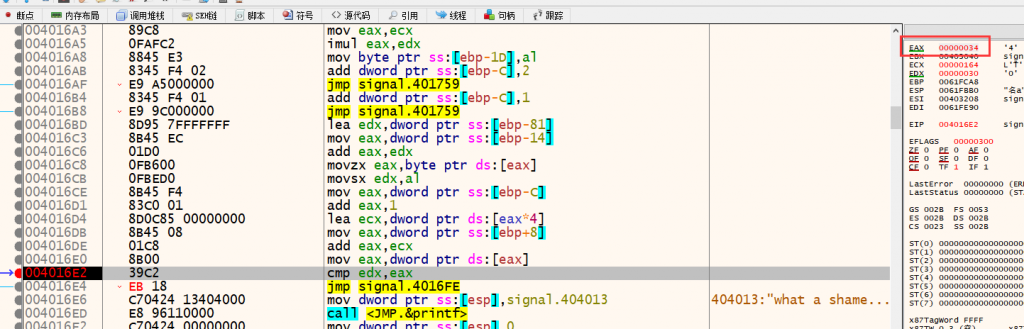 断点 内存布局 调用堆栈 SEH链 脚本 符号 源代码 引用 线程 句柄 跟踪
004016A3 89C8 mov eax,ecx
004016A5 0FAFC2 imul eax,edx
004016A8 8845 E3 mov byte ptr ss:[ebp-1D],al
004016AB 8345 F4 02 add dword ptr ss:[ebp-C],2
004016AF E9 A5000000 jmp signal.401759
004016B4 8345 F4 01 add dword ptr ss:[ebp-C],1
004016B8 E9 9C000000 jmp signal.401759
004016BD 8D95 7FFFFFFF lea edx,dword ptr ss:[ebp-81]
004016C3 8B45 EC mov eax,dword ptr ss:[ebp-14]
004016C6 01D0 add eax,edx
004016C8 0FB600 movzx eax,byte ptr ds:[eax]
004016CB 0FBED0 movsx edx,al
004016CE 8B45 F4 mov eax,dword ptr ss:[ebp-C]
004016D1 83C0 01 add eax,1
004016D4 8D0C85 00000000 lea ecx,dword ptr ds:[eax*4]
004016DB 8B45 08 mov eax,dword ptr ss:[ebp+8]
004016DE 01C8 add eax,ecx
004016E0 8B00 mov eax,dword ptr ds:[eax]
004016E2 39C2 cmp edx,eax
004016E4 EB 18 jmp signal.4016FE
004016E6 C70424 13404000 mov dword ptr ss:[esp],signal.404013 404013:"what a shame...
004016ED E8 96110000 call <JMP.&printf>
004016F2 C70424 00000000 mov dword ptr ss:[esp],0
EAX 00000034 '4'
EBX 00403040 sign
ECX 00000164 L'Ť'
EDX 00000030 '0'
EBP 0061FCA8
ESP 0061FBB0
ESI 00403208 sign
EDI 0061FE90
EIP 004016E2 sign
EFLAGS 00000300
ZF 0 PF 0 AF 0
OF 0 SF 0 DF 0
CF 0 TF 1 IF 1
LastError 00000000 (ERR
LastStatus 00000000 (STA
GS 002B FS 0053
ES 002B DS 002B
CS 0023 SS 002B
ST(0) 0000000000000000
ST(1) 0000000000000000
ST(2) 0000000000000000
ST(3) 0000000000000000
ST(4) 0000000000000000
ST(5) 0000000000000000
ST(6) 0000000000000000
ST(7) 0000000000000000
x87TagWord FFFF